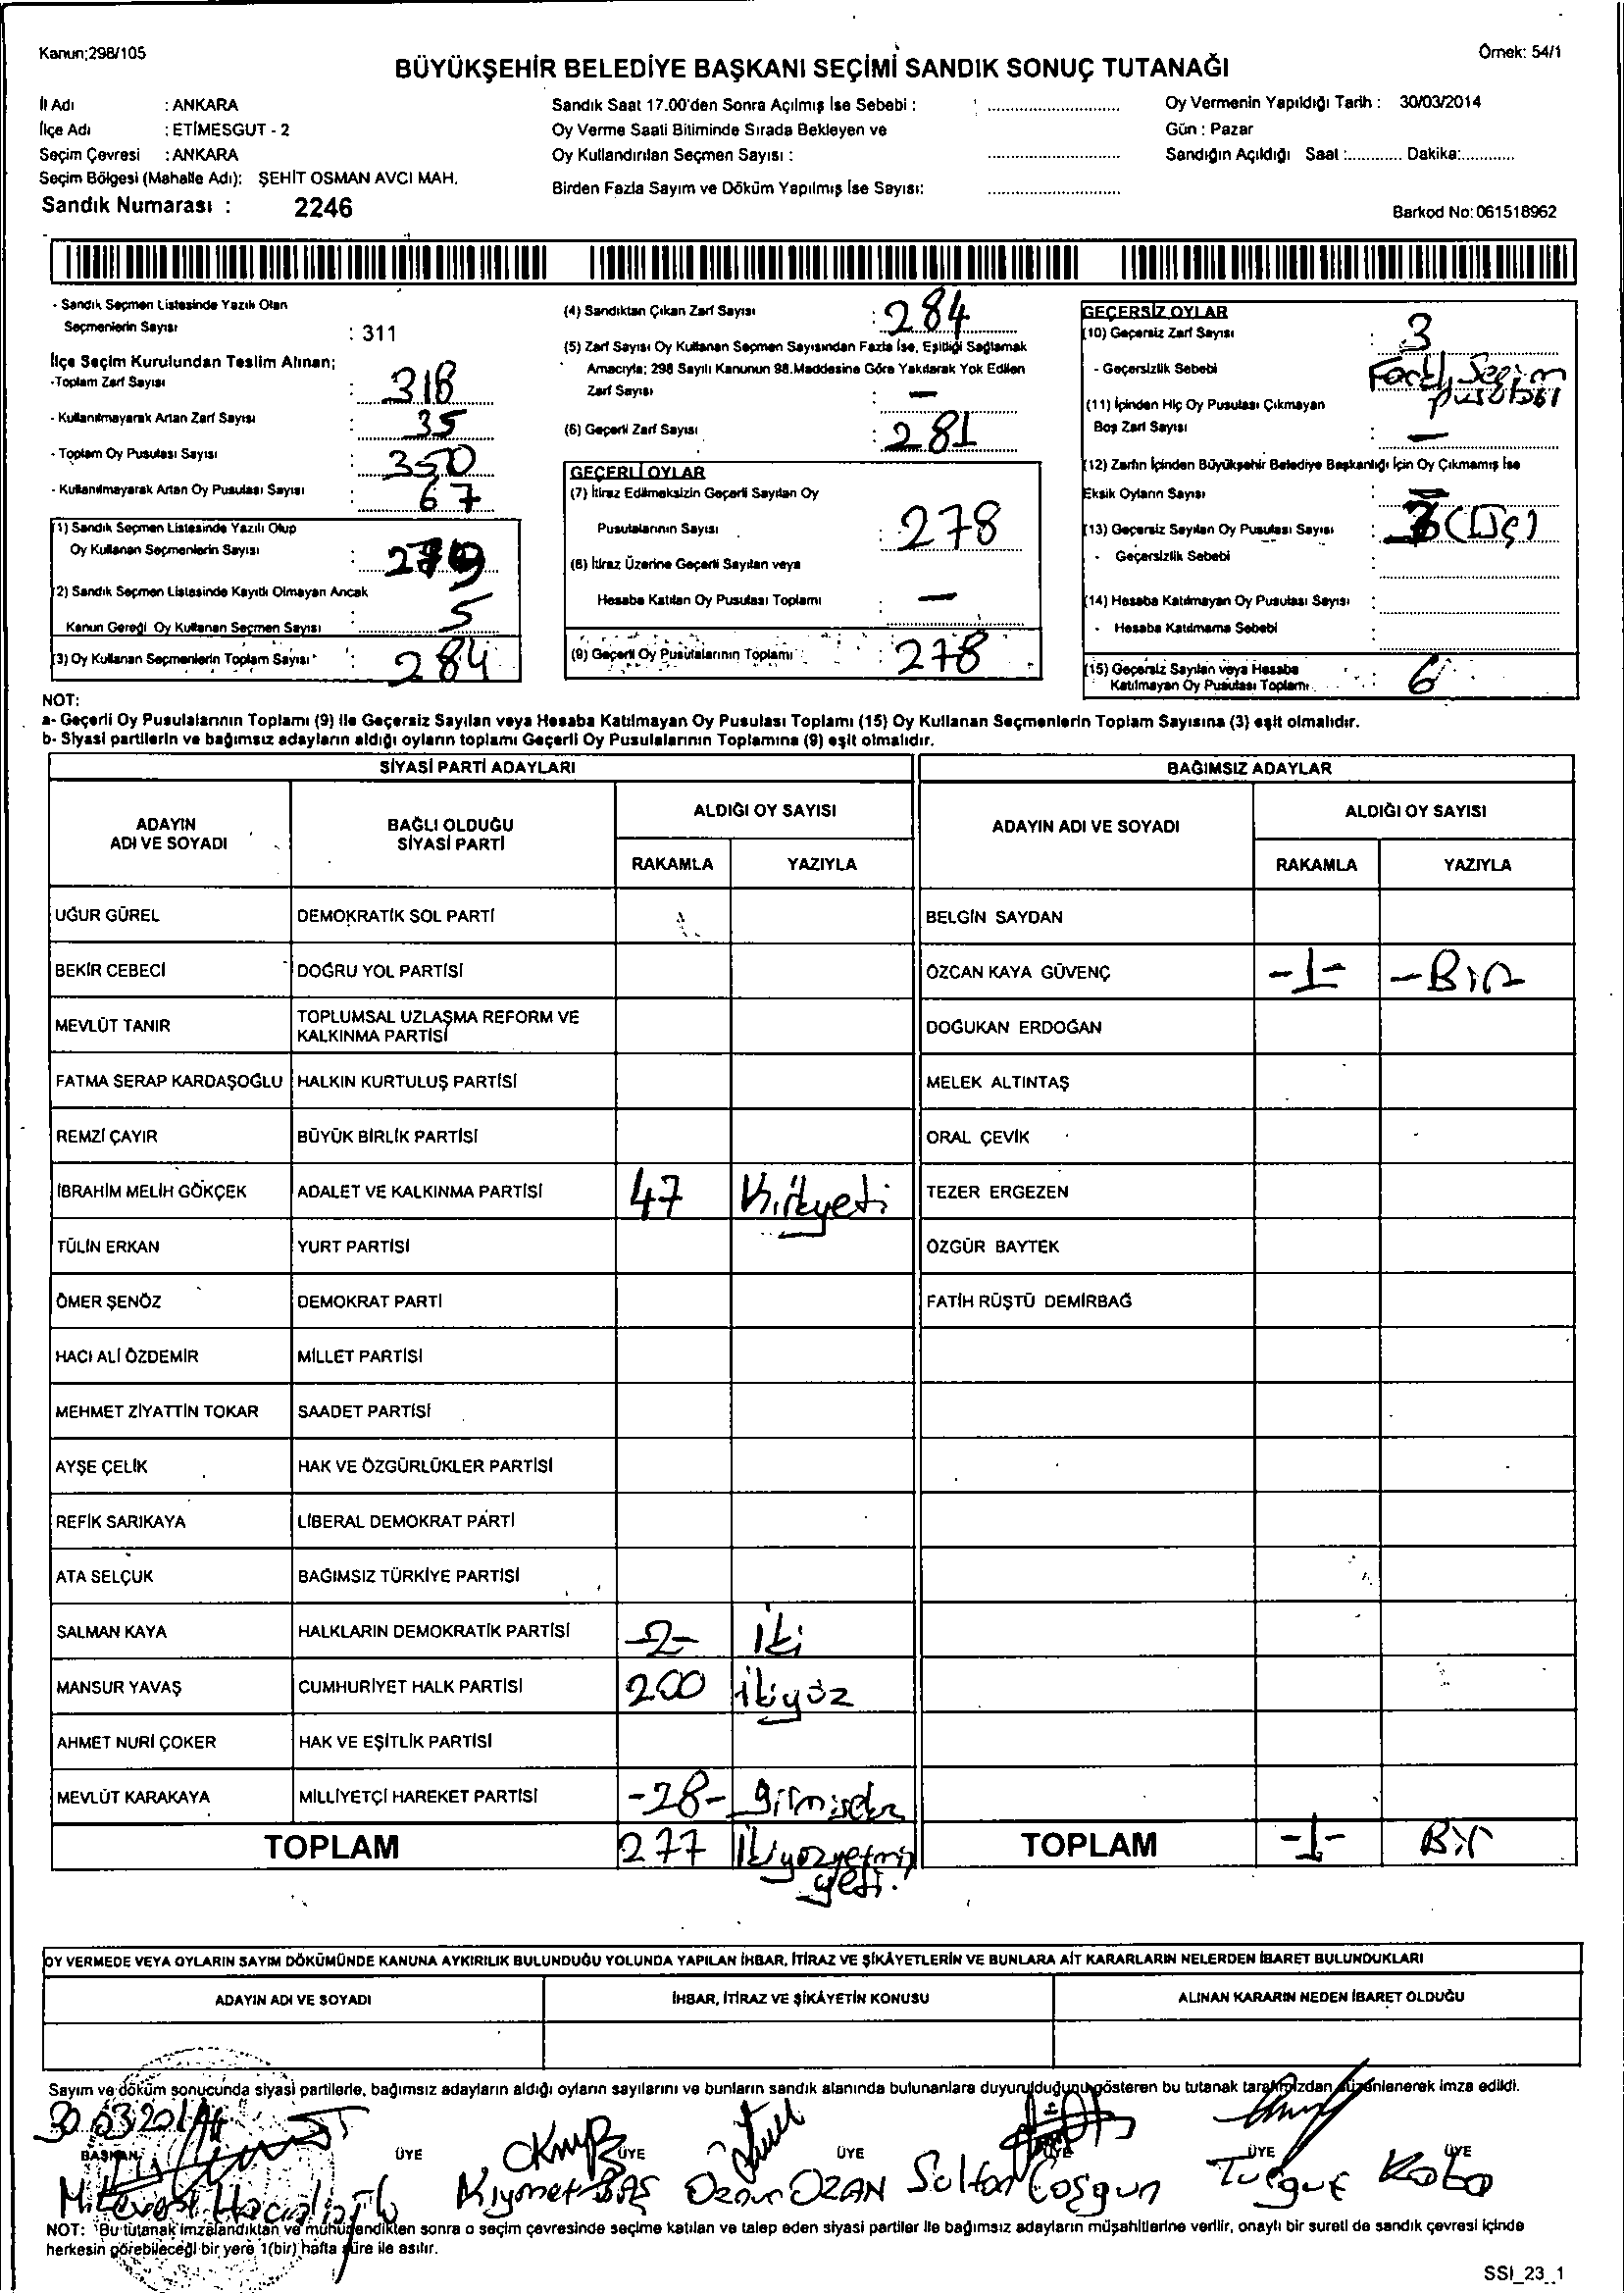 Kanun;298/105
Örnek: 54/1
BÜYÜKŞEHİR BELEDİYE BAŞKANI SEÇİMİ SANDIK SONUÇ TUTANAĞI
İl Adı : ANKARA
İlçe Adı : ETİMESGUT - 2
Seçim Çevresi : ANKARA
Seçim Bölgesi (Mahalle Adı): ŞEHİT OSMAN AVCI MAH.
Sandık Numarası : 2246
Sandık Saat 17.00'den Sonra Açılmış İse Sebebi :
Oy Verme Saati Bitiminde Sırada Bekleyen ve
Oy Kullandırılan Seçmen Sayısı :
Birden Fazla Sayım ve Döküm Yapılmış İse Sayısı:
Oy Vermenin Yapıldığı Tarih : 30/03/2014
Gün : Pazar
Sandığın Açıldığı Saat :............ Dakika:............
Barkod No: 061518962
- Sandık Seçmen Listesinde Yazılı Olan
Seçmenlerin Sayısı : 311
İlçe Seçim Kurulundan Teslim Alınan;
-Toplam Zarf Sayısı : 318
- Kullanılmayarak Artan Zarf Sayısı : 35
- Toplam Oy Pusulası Sayısı : 350
- Kullanılmayarak Artan Oy Pusulası Sayısı : 67
(1) Sandık Seçmen Listesinde Yazılı Olup
Oy Kullanan Seçmenlerin Sayısı : 279
(2) Sandık Seçmen Listesinde Kayıtlı Olmayan Ancak
Kanun Gereği Oy Kullanan Seçmen Sayısı : 5
(3) Oy Kullanan Seçmenlerin Toplam Sayısı : 284
(4) Sandıktan Çıkan Zarf Sayısı : 284
(5) Zarf Sayısı Oy Kullanan Seçmen Sayısından Fazla İse, Eşitliği Sağlamak
Amacıyla; 298 Sayılı Kanunun 98.Maddesine Göre Yakılarak Yok Edilen
Zarf Sayısı : —
(6) Geçerli Zarf Sayısı : 281
GEÇERLİ OYLAR
(7) İtiraz Edilmeksizin Geçerli Sayılan Oy
Pusulalarının Sayısı : 278
(8) İtiraz Üzerine Geçerli Sayılan veya
Hesaba Katılan Oy Pusulası Toplamı : —
(9) Geçerli Oy Pusulalarının Toplamı : 278
GEÇERSİZ OYLAR
(10) Geçersiz Zarf Sayısı : 3
- Geçersizlik Sebebi : Farklı Seçim
pusulası
(11) İçinden Hiç Oy Pusulası Çıkmayan
Boş Zarf Sayısı : —
(12) Zarfın İçinden Büyükşehir Belediye Başkanlığı İçin Oy Çıkmamış İse
Eksik Oyların Sayısı : —
(13) Geçersiz Sayılan Oy Pusulası Sayısı : 3 (Üç)
- Geçersizlik Sebebi :
(14) Hesaba Katılmayan Oy Pusulası Sayısı :
- Hesaba Katılmama Sebebi :
(15) Geçersiz Sayılan veya Hesaba
Katılmayan Oy Pusulası Toplamı : 6
NOT:
a- Geçerli Oy Pusulalarının Toplamı (9) ile Geçersiz Sayılan veya Hesaba Katılmayan Oy Pusulası Toplamı (15) Oy Kullanan Seçmenlerin Toplam Sayısına (3) eşit olmalıdır.
b- Siyasi partilerin ve bağımsız adayların aldığı oyların toplamı Geçerli Oy Pusulalarının Toplamına (9) eşit olmalıdır.
SİYASİ PARTİ ADAYLARI
ADAYIN ADI VE SOYADI
BAĞLI OLDUĞU SİYASİ PARTİ
ALDIĞI OY SAYISI
RAKAMLA YAZIYLA
BAĞIMSIZ ADAYLAR
ADAYIN ADI VE SOYADI
ALDIĞI OY SAYISI
RAKAMLA YAZIYLA
UĞUR GÜREL DEMOKRATİK SOL PARTİ BELGİN SAYDAN
BEKİR CEBECİ DOĞRU YOL PARTİSİ ÖZCAN KAYA GÜVENÇ -1- -Bir
MEVLÜT TANIR TOPLUMSAL UZLAŞMA REFORM VE KALKINMA PARTİSİ DOĞUKAN ERDOĞAN
FATMA SERAP KARDAŞOĞLU HALKIN KURTULUŞ PARTİSİ MELEK ALTINTAŞ
REMZİ ÇAYIR BÜYÜK BİRLİK PARTİSİ ORAL ÇEVİK
İBRAHİM MELİH GÖKÇEK ADALET VE KALKINMA PARTİSİ 47 Kırkyedi TEZER ERGEZEN
TÜLİN ERKAN YURT PARTİSİ ÖZGÜR BAYTEK
ÖMER ŞENÖZ DEMOKRAT PARTİ FATİH RÜŞTÜ DEMİRBAĞ
HACI ALİ ÖZDEMİR MİLLET PARTİSİ
MEHMET ZİYATTİN TOKAR SAADET PARTİSİ
AYŞE ÇELİK HAK VE ÖZGÜRLÜKLER PARTİSİ
REFİK SARIKAYA LİBERAL DEMOKRAT PARTİ
ATA SELÇUK BAĞIMSIZ TÜRKİYE PARTİSİ
SALMAN KAYA HALKLARIN DEMOKRATİK PARTİSİ -2- iki
MANSUR YAVAŞ CUMHURİYET HALK PARTİSİ 200 ikiyüz
AHMET NURİ ÇOKER HAK VE EŞİTLİK PARTİSİ
MEVLÜT KARAKAYA MİLLİYETÇİ HAREKET PARTİSİ -28- yirmisekiz
TOPLAM 277 ikiyüzyetmiş yedi. TOPLAM -1- Bir
OY VERMEDE VEYA OYLARIN SAYIM DÖKÜMÜNDE KANUNA AYKIRILIK BULUNDUĞU YOLUNDA YAPILAN İHBAR, İTİRAZ VE ŞİKÂYETLERİN VE BUNLARA AİT KARARLARIN NELERDEN İBARET BULUNDUKLARI
ADAYIN ADI VE SOYADI İHBAR, İTİRAZ VE ŞİKÂYETİN KONUSU ALINAN KARARIN NEDEN İBARET OLDUĞU
Sayım ve döküm sonucunda siyasi partilerle, bağımsız adayların aldığı oyların sayılarını ve bunların sandık alanında bulunanlara duyurulduğunu gösteren bu tutanak tarafımızdan düzenlenerek imza edildi.
30.03.2014
BAŞKAN ÜYE ÜYE ÜYE ÜYE ÜYE ÜYE
Kıymet BAŞ Özgür OZAN Sultan Coşgun Turgut Kaba
NOT: Bu tutanak imzalandıktan ve mühürlendikten sonra o seçim çevresinde seçime katılan ve talep eden siyasi partiler ile bağımsız adayların müşahitlerine verilir, onaylı bir sureti de sandık çevresi içinde
herkesin görebileceği bir yere 1(bir) hafta süre ile asılır.
SSI_23_1